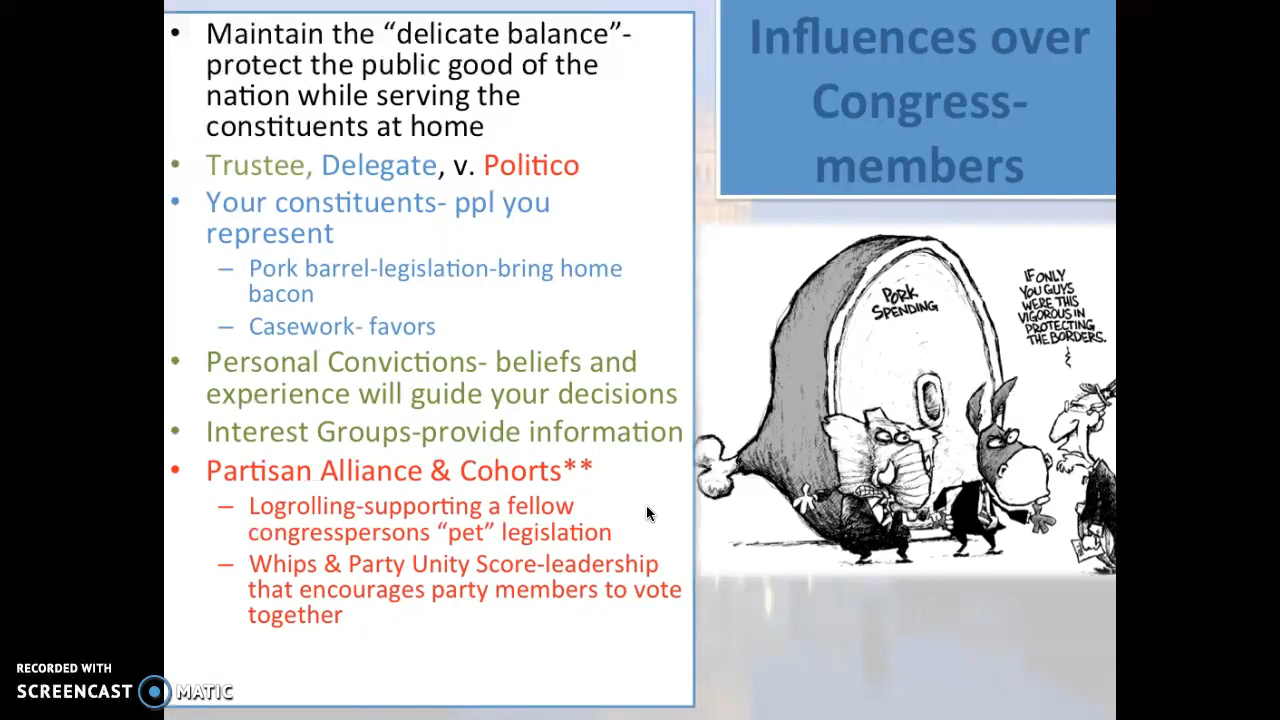 • Maintain the “delicate balance”-
protect the public good of the
nation while serving the
constituents at home
• Trustee, Delegate, v. Politico
• Your constituents- ppl you
represent
– Pork barrel-legislation-bring home
bacon
– Casework- favors
• Personal Convictions- beliefs and
experience will guide your decisions
• Interest Groups-provide information
• Partisan Alliance & Cohorts**
– Logrolling-supporting a fellow
congresspersons “pet” legislation
– Whips & Party Unity Score-leadership
that encourages party members to vote
together
Influences over
Congress-
members
PORK
SPENDING
IF ONLY
YOU GUYS
WERE THIS
VIGOROUS IN
PROTECTING
THE BORDERS.
RECORDED WITH
SCREENCAST MATIC